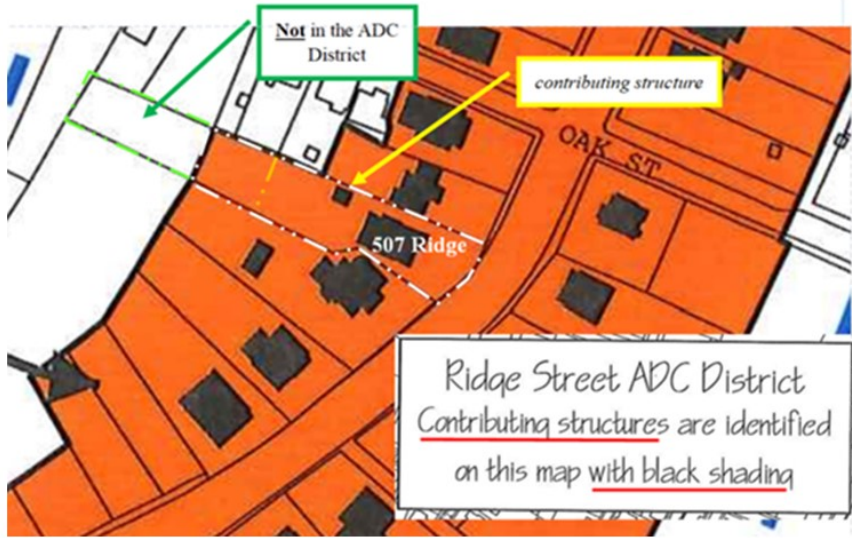 Not in the ADC
District
contributing structure
OAK ST
507 Ridge
Ridge Street ADC District
Contributing structures are identified
on this map with black shading